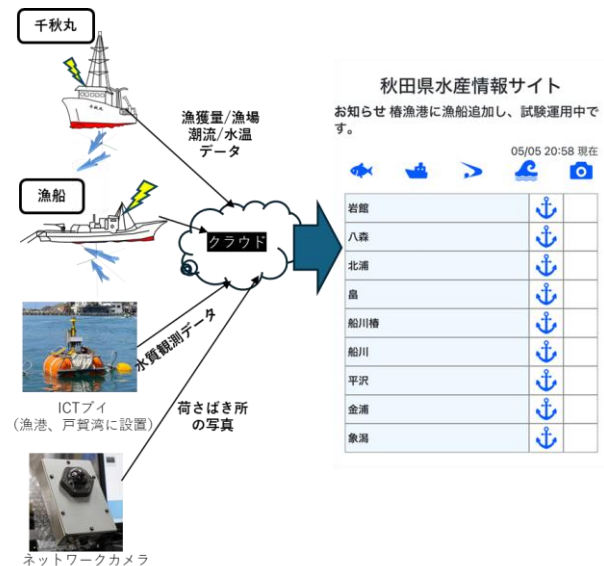 千秋丸
漁獲量/漁場
潮流/水温
データ
漁船
クラウド
水質観測データ
ICTブイ
(漁港、戸賀湾に設置)
荷さばき所
の写真
ネットワークカメラ
秋田県水産情報サイト
お知らせ 椿漁港に漁船追加し、試験運用中で
す。
05/05 20:58 現在
岩館
八森
北浦
畠
船川椿
船川
平沢
金浦
象潟